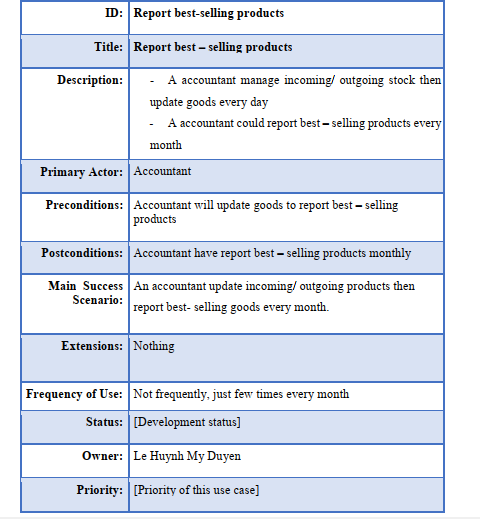 ID: Report best-selling products
Title: Report best – selling products
Description: - A accountant manage incoming/ outgoing stock then
update goods every day
- A accountant could report best – selling products every
month
Primary Actor: Accountant
Preconditions: Accountant will update goods to report best – selling
products
Postconditions: Accountant have report best – selling products monthly
Main Success An accountant update incoming/ outgoing products then
Scenario: report best- selling goods every month.
Extensions: Nothing
Frequency of Use: Not frequently, just few times every month
Status: [Development status]
Owner: Le Huynh My Duyen
Priority: [Priority of this use case]